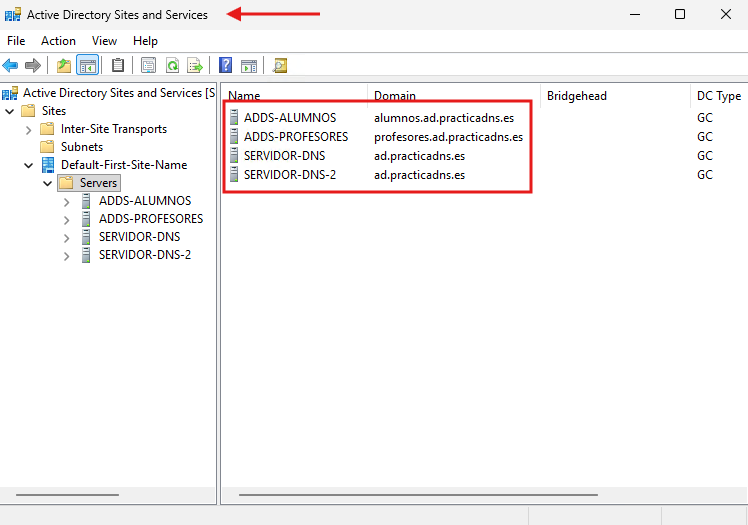 Active Directory Sites and Services
File Action View Help
Active Directory Sites and Services [S
Sites
Inter-Site Transports
Subnets
Default-First-Site-Name
Servers
ADDS-ALUMNOS
ADDS-PROFESORES
SERVIDOR-DNS
SERVIDOR-DNS-2
Name Domain Bridgehead DC Type
ADDS-ALUMNOS alumnos.ad.practicadns.es GC
ADDS-PROFESORES profesores.ad.practicadns.es GC
SERVIDOR-DNS ad.practicadns.es GC
SERVIDOR-DNS-2 ad.practicadns.es GC